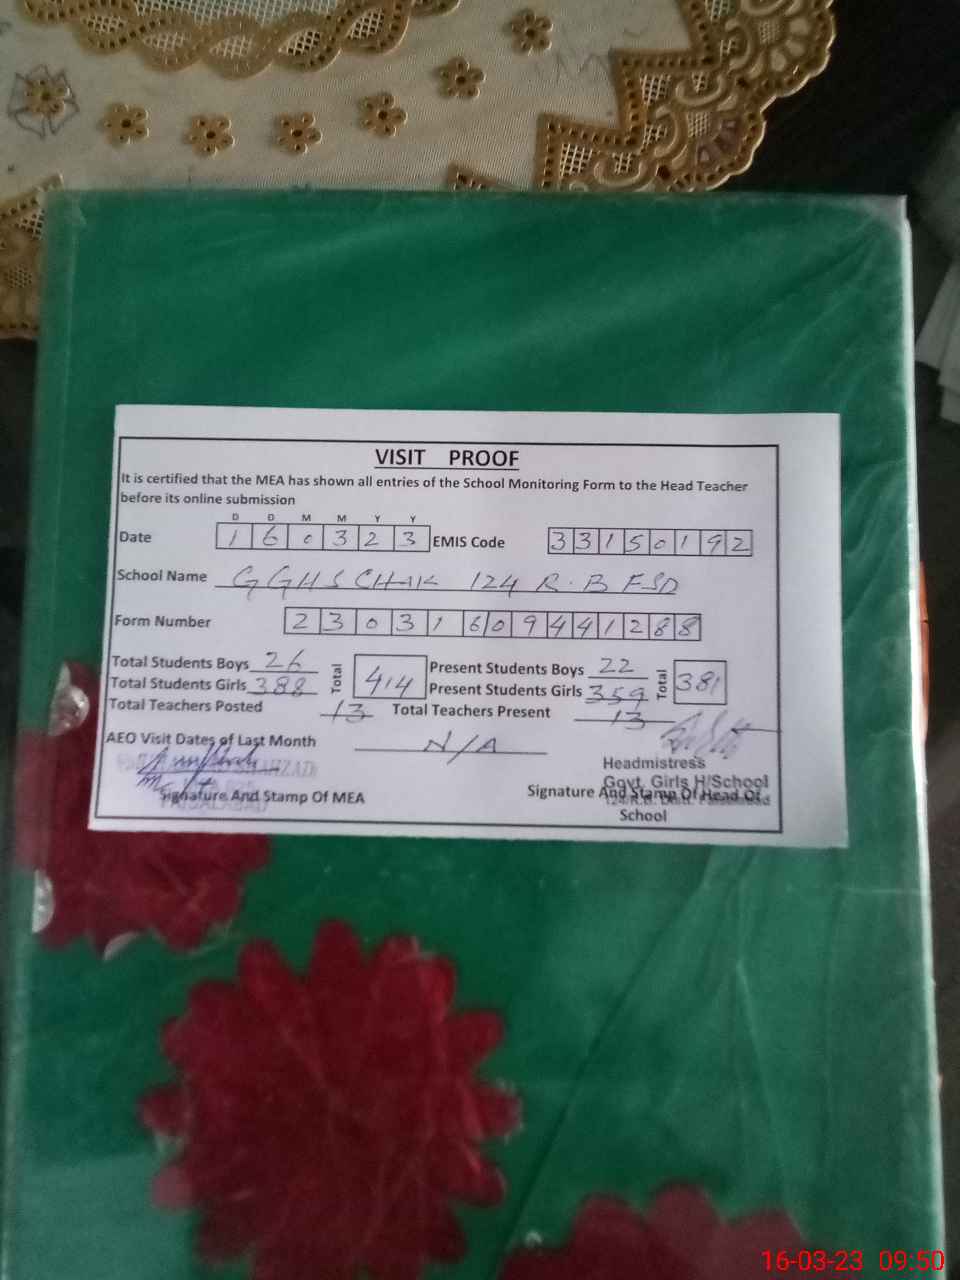 VISIT PROOF
It is certified that the MEA has shown all entries of the School Monitoring Form to the Head Teacher
before its online submission
D D M M Y Y
Date 1 6 0 3 2 3 EMIS Code 3 3 1 5 0 1 9 2
School Name GGHS CHAK 124 R.B FSD
Form Number 2 3 0 3 1 6 0 9 4 4 1 2 8 8
Total Students Boys 26 Total 414 Present Students Boys 22 Total 381
Total Students Girls 388 Present Students Girls 359
Total Teachers Posted 13 Total Teachers Present 13
AEO Visit Dates of Last Month N/A
Headmistress
Govt. Girls H/School
124/R.B.
Signature And Stamp Of MEA Signature And Stamp Of Head Of
School
16-03-23 09:50